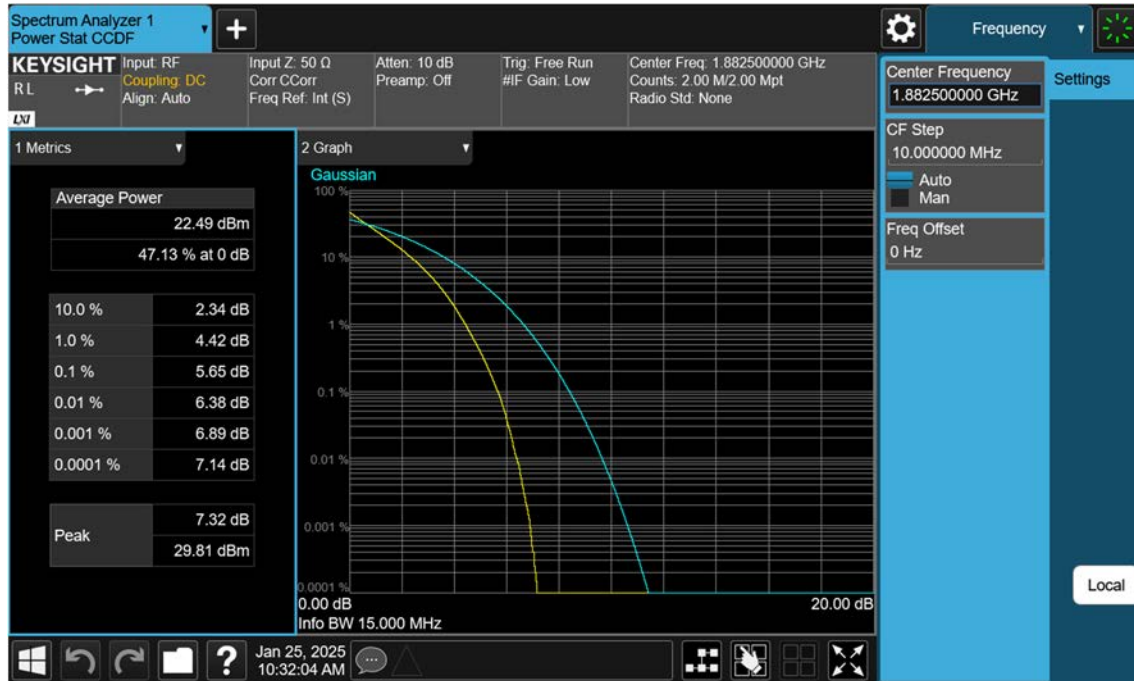 Spectrum Analyzer 1
Power Stat CCDF
Frequency
KEYSIGHT
RL
LXI
Input: RF
Coupling: DC
Align: Auto
Input Z: 50 Ω
Corr CCorr
Freq Ref: Int (S)
Atten: 10 dB
Preamp: Off
Trig: Free Run
#IF Gain: Low
Center Freq: 1.882500000 GHz
Counts: 2.00 M/2.00 Mpt
Radio Std: None
1 Metrics
Average Power
22.49 dBm
47.13 % at 0 dB
10.0 % 2.34 dB
1.0 % 4.42 dB
0.1 % 5.65 dB
0.01 % 6.38 dB
0.001 % 6.89 dB
0.0001 % 7.14 dB
Peak
7.32 dB
29.81 dBm
2 Graph
Gaussian
100 %
10 %
1 %
0.1 %
0.01 %
0.001 %
0.0001 %
0.00 dB 20.00 dB
Info BW 15.000 MHz
Center Frequency
1.882500000 GHz
CF Step
10.000000 MHz
Auto
Man
Freq Offset
0 Hz
Settings
Local
?
Jan 25, 2025
10:32:04 AM